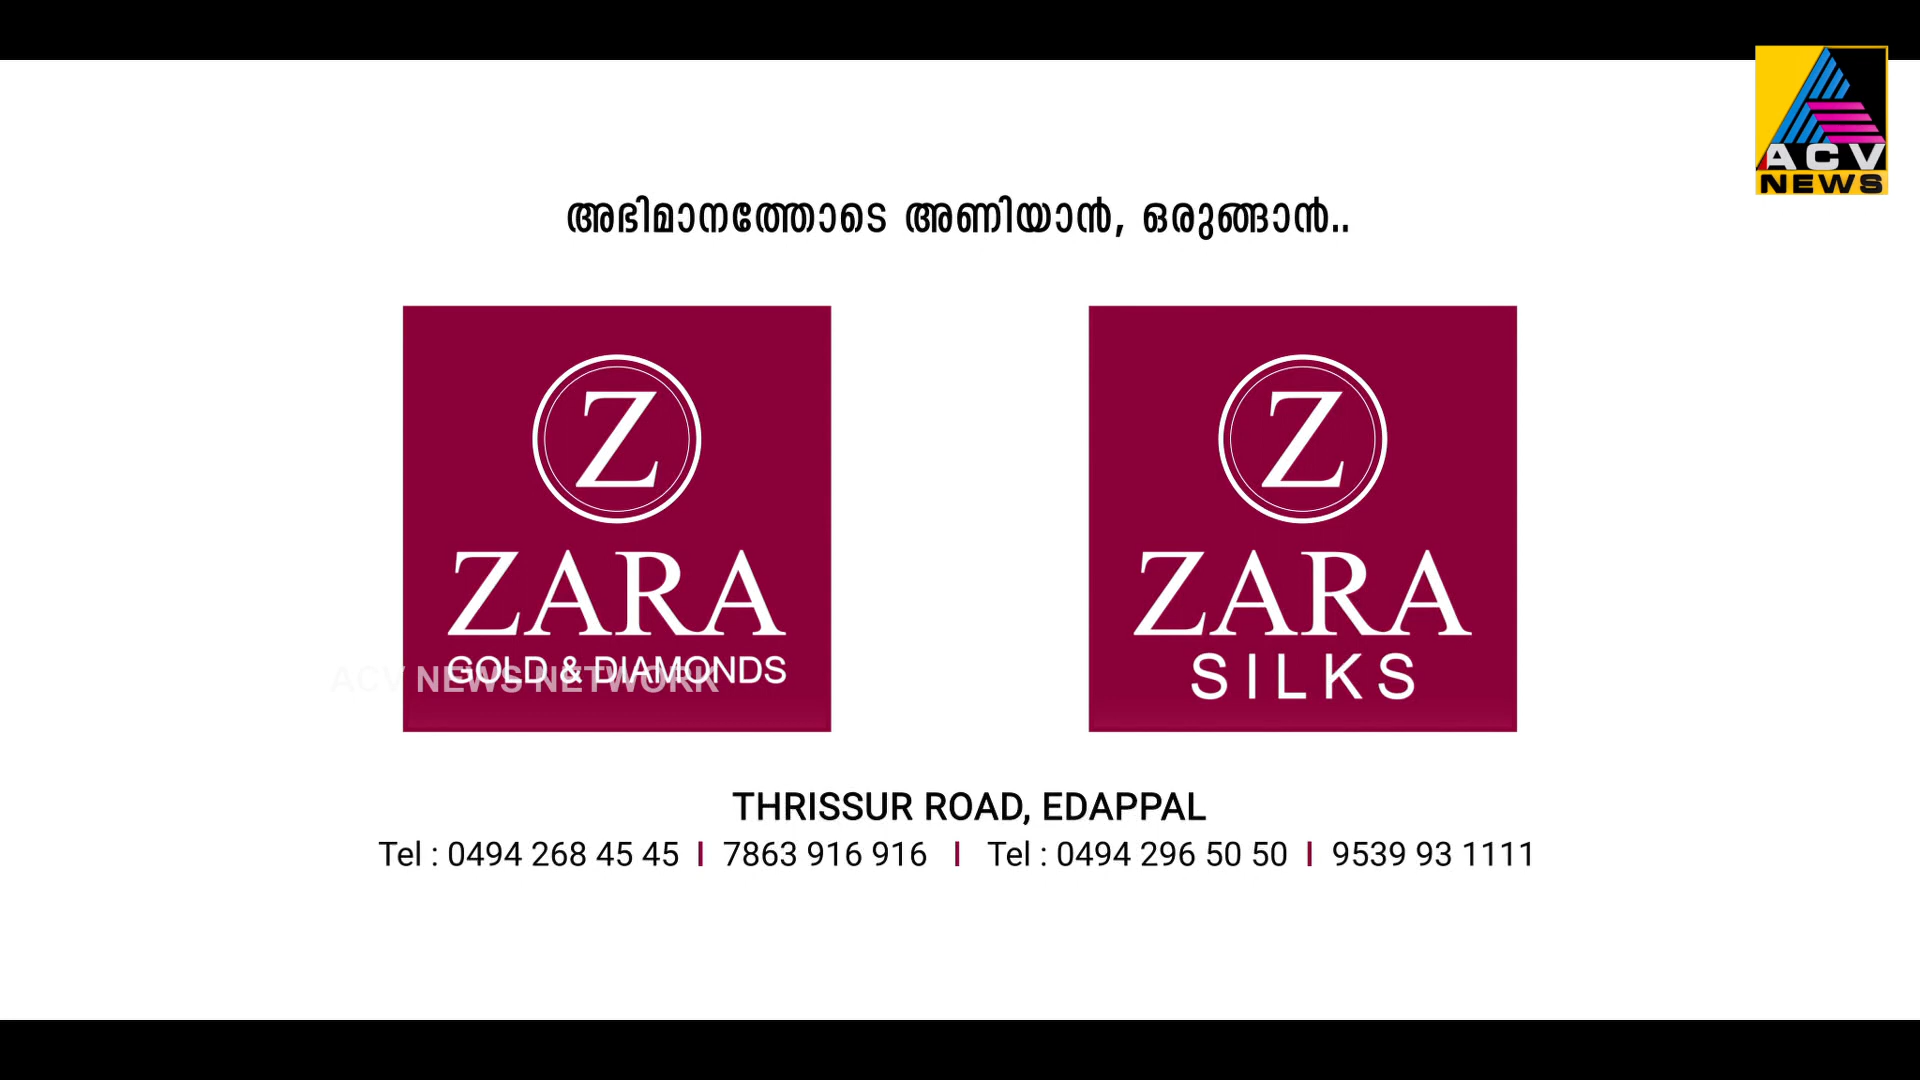 ACV
NEWS
അഭിമാനത്തോടെ അണിയാൻ, ഒരുങ്ങാൻ..
Z
ZARA
GOLD & DIAMONDS
Z
ZARA
SILKS
ACV NEWS NETWORK
THRISSUR ROAD, EDAPPAL
Tel : 0494 268 45 45 | 7863 916 916 | Tel : 0494 296 50 50 | 9539 93 1111